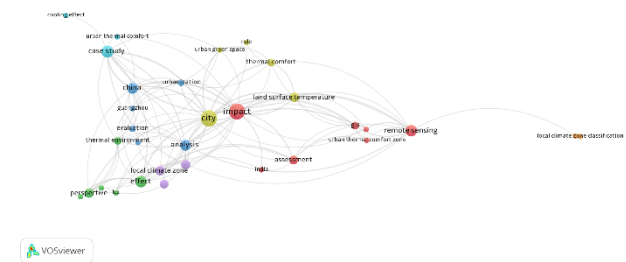 cooling effect
urban thermal comfort
case study
urban green space
thermal comfort
china
urbanization
land surface temperature
guangzhou
city
impact
evaluation
gis
remote sensing
local climate zone classification
thermal environment
analysis
urban thermal comfort zone
assessment
local climate zone
india
effect
perspective
VOSviewer